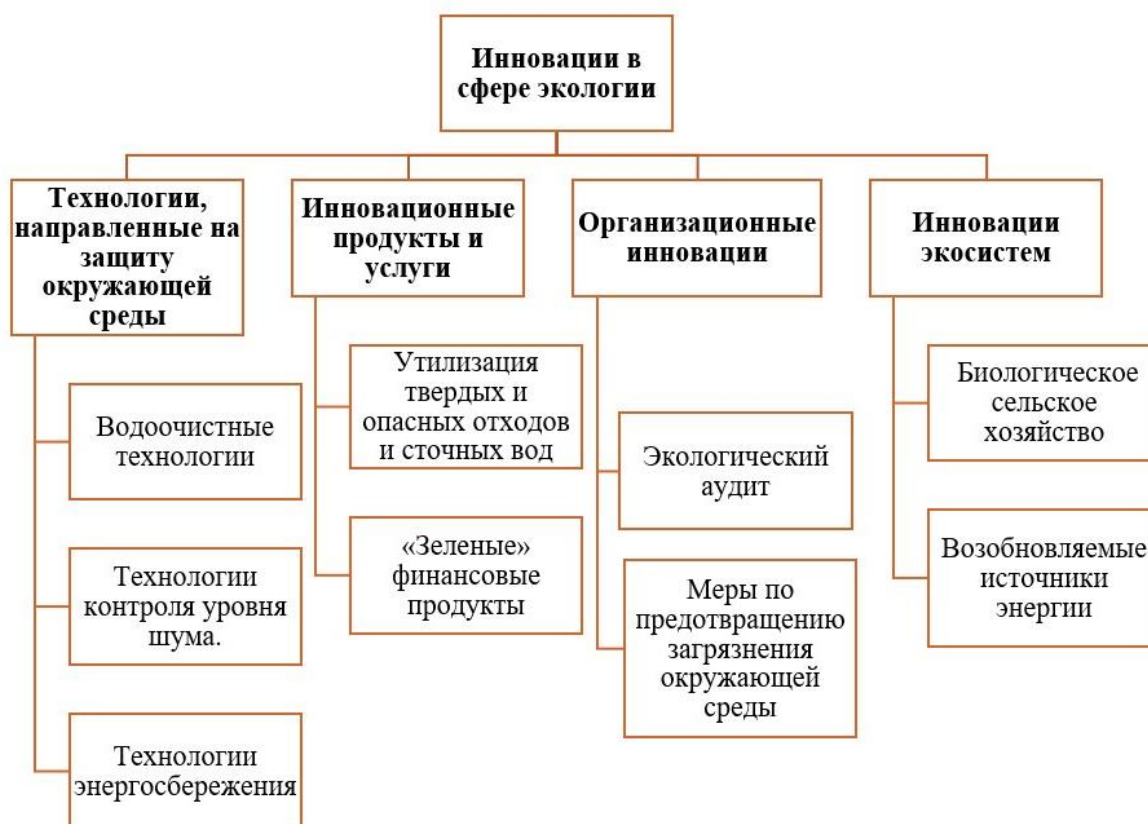 Инновации в
сфере экологии
Технологии,
направленные на
защиту
окружающей
среды
Водоочистные
технологии
Технологии
контроля уровня
шума.
Технологии
энергосбережения
Инновационные
продукты и
услуги
Утилизация
твердых и
опасных отходов
и сточных вод
«Зеленые»
финансовые
продукты
Организационные
инновации
Экологический
аудит
Меры по
предотвращению
загрязнения
окружающей
среды
Инновации
экосистем
Биологическое
сельское
хозяйство
Возобновляемые
источники
энергии